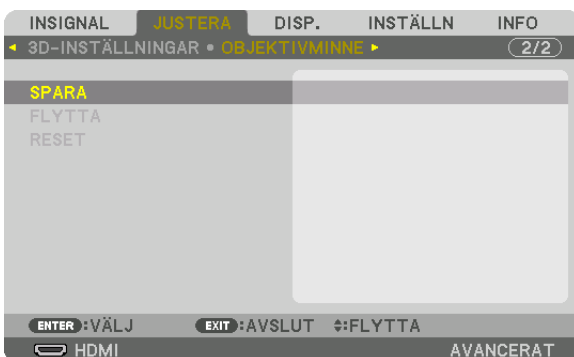 INSIGNAL JUSTERA DISP. INSTÄLLN INFO
3D-INSTÄLLNINGAR • OBJEKTIVMINNE 2/2
SPARA
FLYTTA
RESET
ENTER :VÄLJ EXIT :AVSLUT :FLYTTA
HDMI AVANCERAT